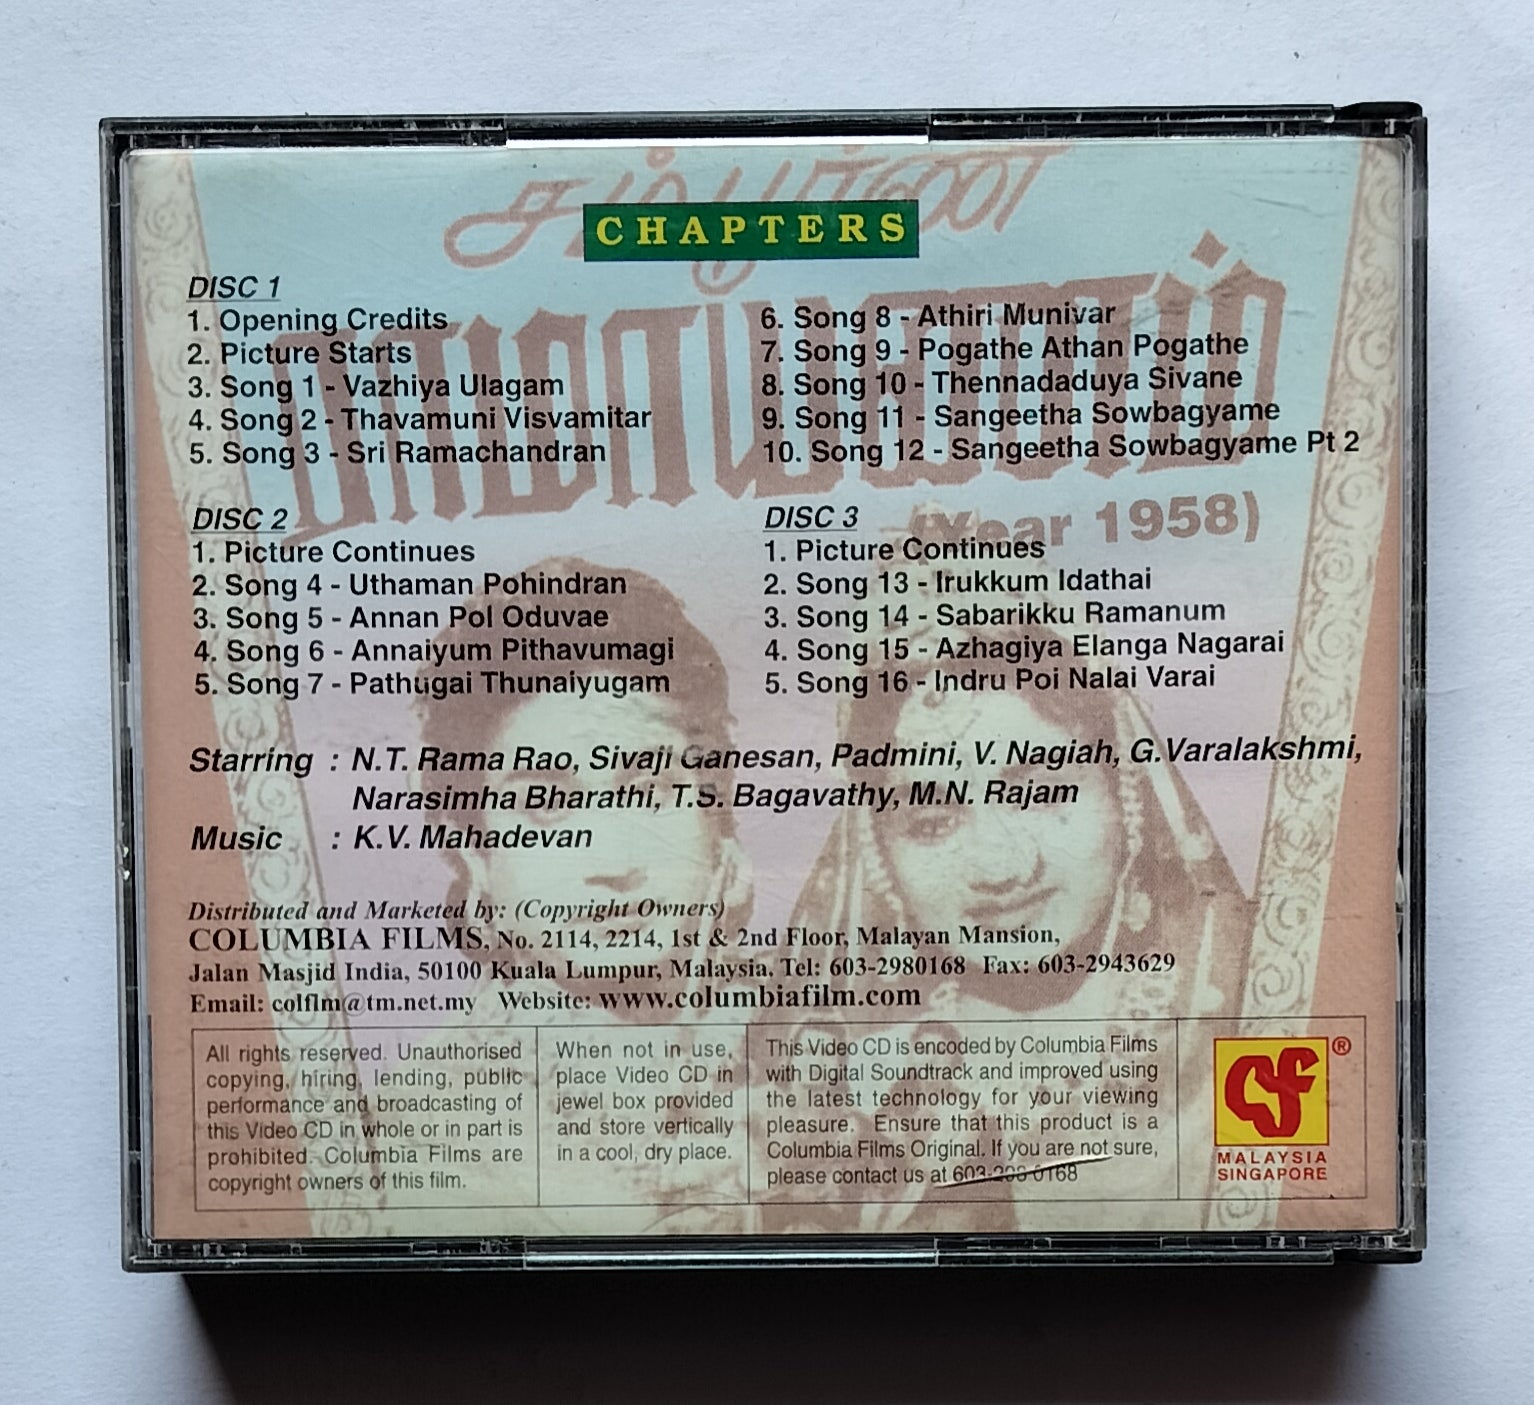 சம்பூர்ண
CHAPTERS
இராமாயணம்
(Year 1958)
DISC 1
1. Opening Credits
2. Picture Starts
3. Song 1 - Vazhiya Ulagam
4. Song 2 - Thavamuni Visvamitar
5. Song 3 - Sri Ramachandran
DISC 2
1. Picture Continues
2. Song 4 - Uthaman Pohindran
3. Song 5 - Annan Pol Oduvae
4. Song 6 - Annaiyum Pithavumagi
5. Song 7 - Pathugai Thunaiyugam
6. Song 8 - Athiri Munivar
7. Song 9 - Pogathe Athan Pogathe
8. Song 10 - Thennadaduya Sivane
9. Song 11 - Sangeetha Sowbagyame
10. Song 12 - Sangeetha Sowbagyame Pt 2
DISC 3
1. Picture Continues
2. Song 13 - Irukkum Idathai
3. Song 14 - Sabarikku Ramanum
4. Song 15 - Azhagiya Elanga Nagarai
5. Song 16 - Indru Poi Nalai Varai
Starring : N.T. Rama Rao, Sivaji Ganesan, Padmini, V. Nagiah, G.Varalakshmi,
Narasimha Bharathi, T.S. Bagavathy, M.N. Rajam
Music : K.V. Mahadevan
Distributed and Marketed by: (Copyright Owners)
COLUMBIA FILMS, No. 2114, 2214, 1st & 2nd Floor, Malayan Mansion,
Jalan Masjid India, 50100 Kuala Lumpur, Malaysia. Tel: 603-2980168 Fax: 603-2943629
Email: colflm@tm.net.my Website: www.columbiafilm.com
All rights reserved. Unauthorised
copying, hiring, lending, public
performance and broadcasting of
this Video CD in whole or in part is
prohibited. Columbia Films are
copyright owners of this film.
When not in use,
place Video CD in
jewel box provided
and store vertically
in a cool, dry place.
This Video CD is encoded by Columbia Films
with Digital Soundtrack and improved using
the latest technology for your viewing
pleasure. Ensure that this product is a
Columbia Films Original. If you are not sure,
please contact us at 603-298 0168
CF ®
MALAYSIA
SINGAPORE